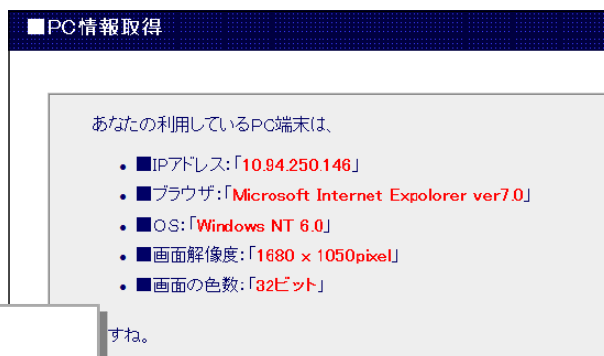 ■PC情報取得
あなたの利用しているPC端末は、
■IPアドレス:「10.94.250.146」
■ブラウザ:「Microsoft Internet Expolorer ver7.0」
■OS:「Windows NT 6.0」
■画面解像度:「1680 × 1050pixel」
■画面の色数:「32ビット」
すね。